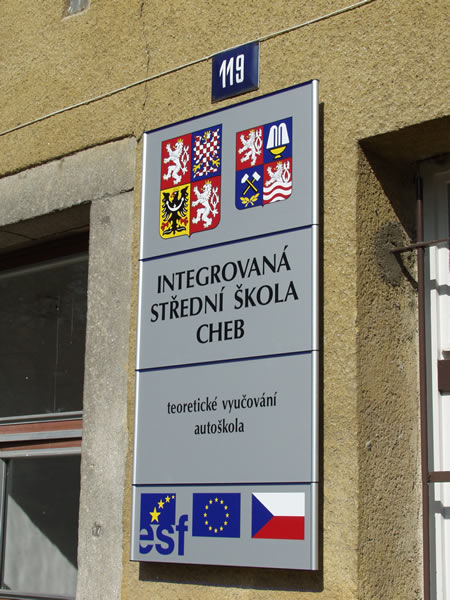 119
INTEGROVANÁ
STŘEDNÍ ŠKOLA
CHEB
teoretické vyučování
autoškola
esf